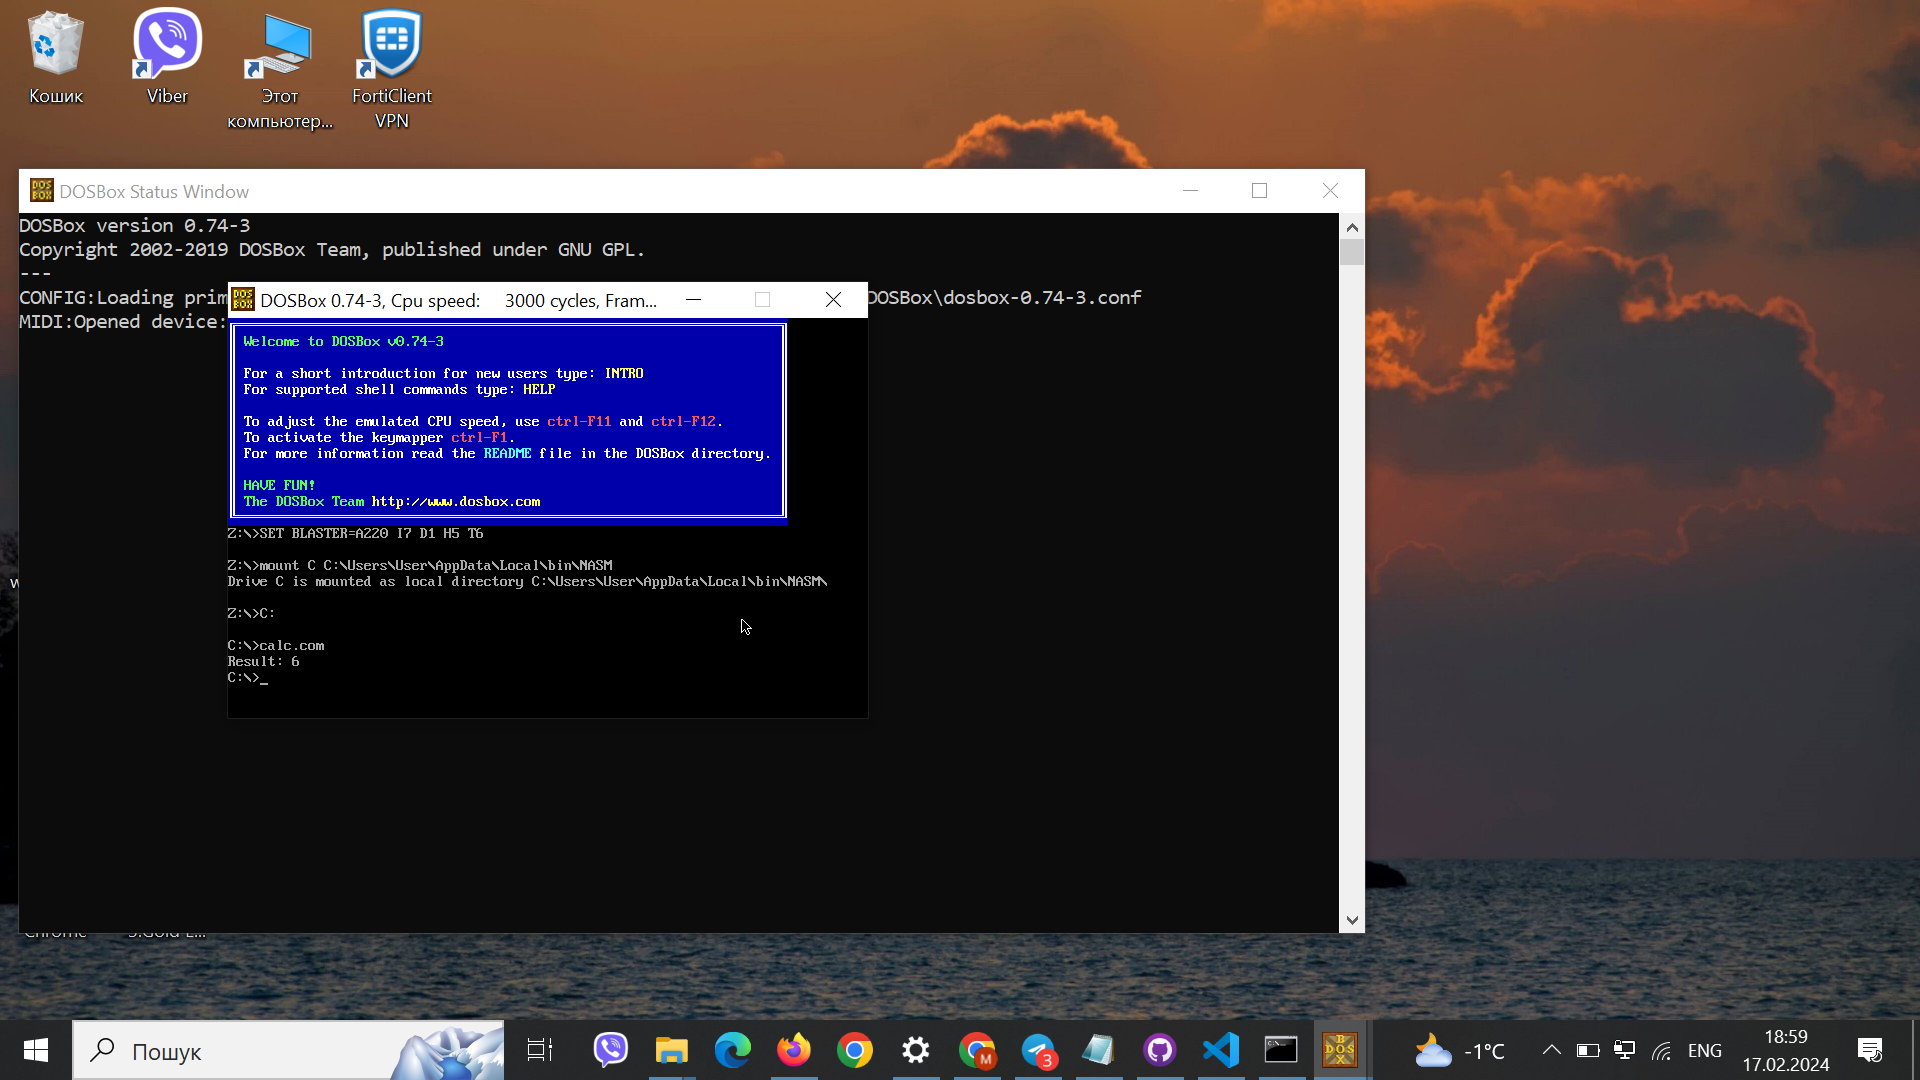 Кошик
Viber
Этот
компьютер...
FortiClient
VPN
DOSBox Status Window
DOSBox version 0.74-3
Copyright 2002-2019 DOSBox Team, published under GNU GPL.
---
CONFIG:Loading prim
DOSBox\dosbox-0.74-3.conf
MIDI:Opened device:
DOSBox 0.74-3, Cpu speed: 3000 cycles, Fram...
Welcome to DOSBox v0.74-3
For a short introduction for new users type: INTRO
For supported shell commands type: HELP
To adjust the emulated CPU speed, use ctrl-F11 and ctrl-F12.
To activate the keymapper ctrl-F1.
For more information read the README file in the DOSBox directory.
HAVE FUN!
The DOSBox Team http://www.dosbox.com
Z:\>SET BLASTER=A220 I7 D1 H5 T6
Z:\>mount C C:\Users\User\AppData\Local\bin\NASM
Drive C is mounted as local directory C:\Users\User\AppData\Local\bin\NASM\
Z:\>C:
C:\>calc.com
Result: 6
C:\>_
Пошук
M
3
-1°C
ENG
18:59
17.02.2024